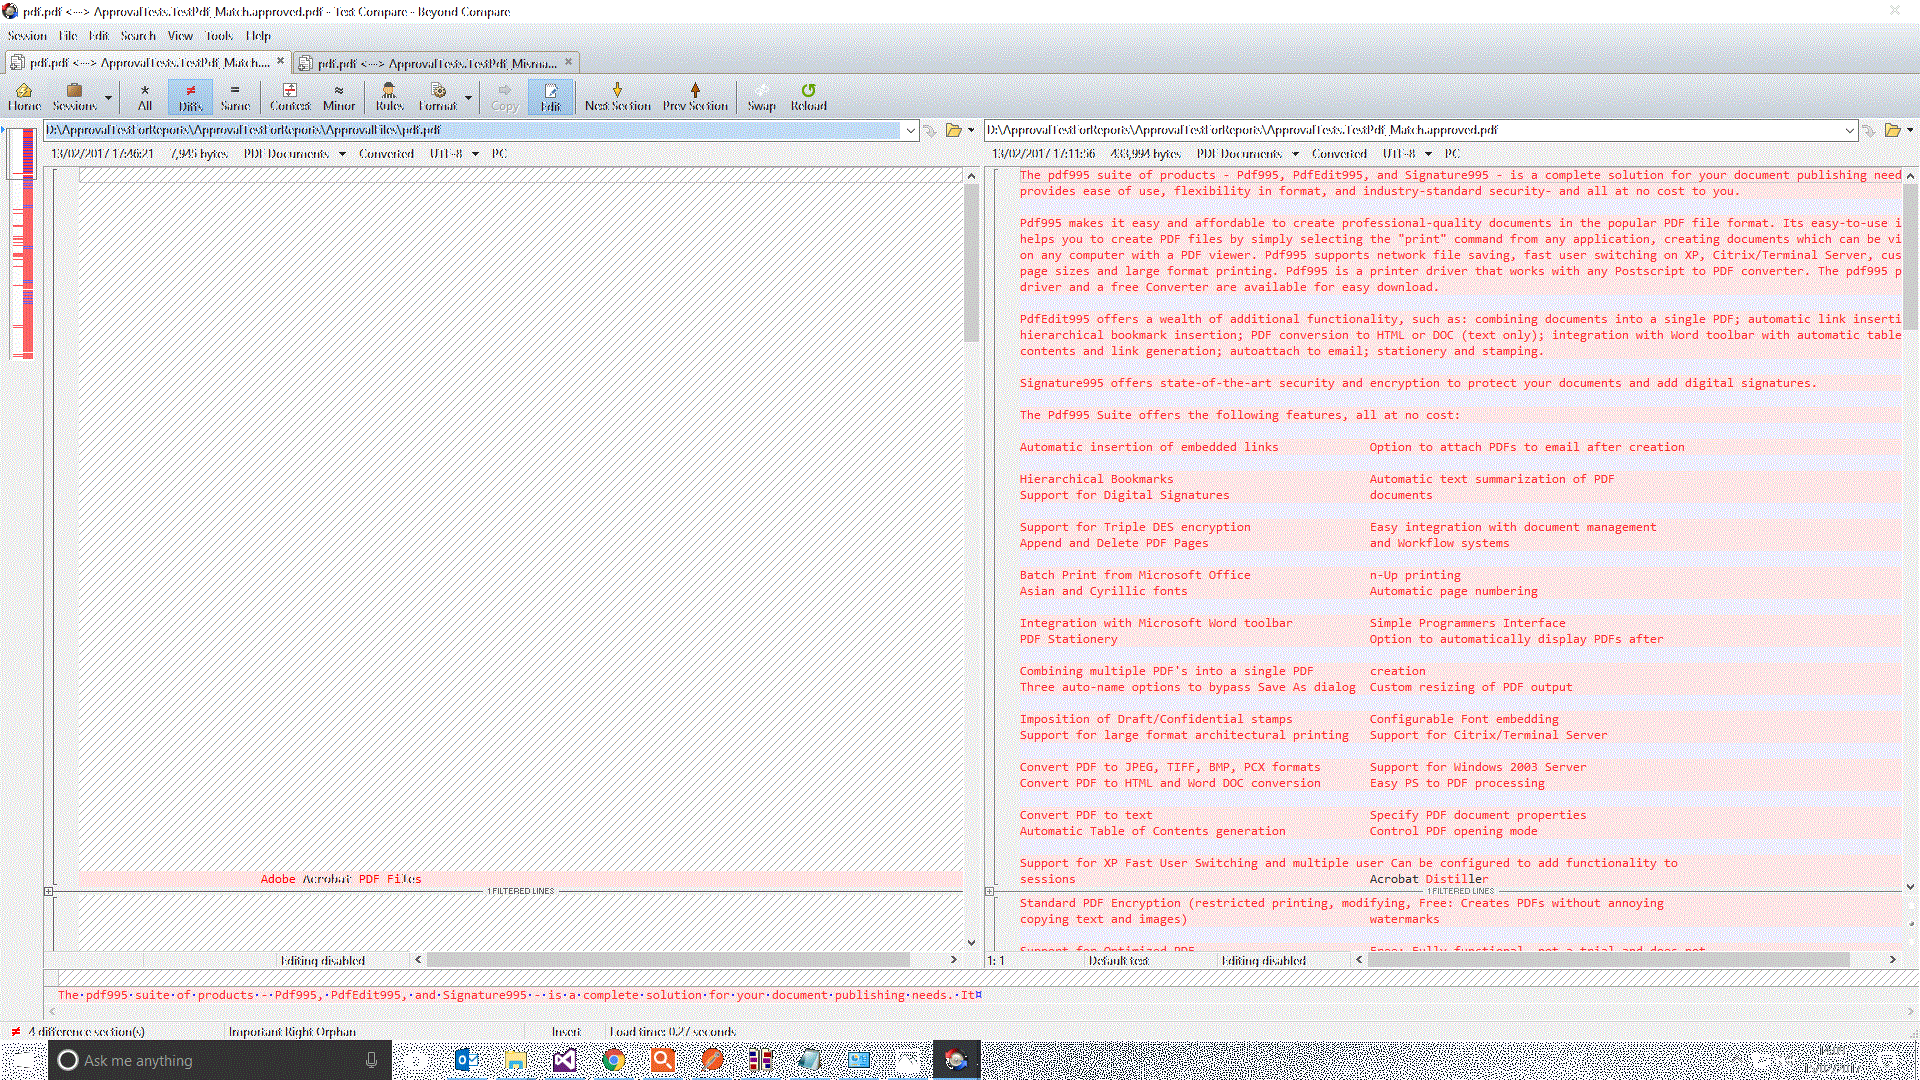 pdf.pdf <---> ApprovalTests.TestPdf_Match.approved.pdf - Text Compare - Beyond Compare
Session File Edit Search View Tools Help
pdf.pdf <---> ApprovalTests.TestPdf_Match.... pdf.pdf <---> ApprovalTests.TestPdf_Misma...
Home Sessions All Diffs Same Context Minor Rules Format Copy Edit Next Section Prev Section Swap Reload
D:\ApprovalTestForReports\ApprovalTestForReports\ApprovalFiles\pdf.pdf D:\ApprovalTestForReports\ApprovalTestForReports\ApprovalTests.TestPdf_Match.approved.pdf
13/02/2017 17:46:21 7,945 bytes PDF Documents Converted UTF-8 PC 13/02/2017 17:11:56 433,994 bytes PDF Documents Converted UTF-8 PC
The pdf995 suite of products - Pdf995, PdfEdit995, and Signature995 - is a complete solution for your document publishing need
provides ease of use, flexibility in format, and industry-standard security- and all at no cost to you.
Pdf995 makes it easy and affordable to create professional-quality documents in the popular PDF file format. Its easy-to-use i
helps you to create PDF files by simply selecting the "print" command from any application, creating documents which can be vi
on any computer with a PDF viewer. Pdf995 supports network file saving, fast user switching on XP, Citrix/Terminal Server, cus
page sizes and large format printing. Pdf995 is a printer driver that works with any Postscript to PDF converter. The pdf995 p
driver and a free Converter are available for easy download.
PdfEdit995 offers a wealth of additional functionality, such as: combining documents into a single PDF; automatic link inserti
hierarchical bookmark insertion; PDF conversion to HTML or DOC (text only); integration with Word toolbar with automatic table
contents and link generation; autoattach to email; stationery and stamping.
Signature995 offers state-of-the-art security and encryption to protect your documents and add digital signatures.
The Pdf995 Suite offers the following features, all at no cost:
Automatic insertion of embedded links Option to attach PDFs to email after creation
Hierarchical Bookmarks Automatic text summarization of PDF
Support for Digital Signatures documents
Support for Triple DES encryption Easy integration with document management
Append and Delete PDF Pages and Workflow systems
Batch Print from Microsoft Office n-Up printing
Asian and Cyrillic fonts Automatic page numbering
Integration with Microsoft Word toolbar Simple Programmers Interface
PDF Stationery Option to automatically display PDFs after
Combining multiple PDF's into a single PDF creation
Three auto-name options to bypass Save As dialog Custom resizing of PDF output
Imposition of Draft/Confidential stamps Configurable Font embedding
Support for large format architectural printing Support for Citrix/Terminal Server
Convert PDF to JPEG, TIFF, BMP, PCX formats Support for Windows 2003 Server
Convert PDF to HTML and Word DOC conversion Easy PS to PDF processing
Convert PDF to text Specify PDF document properties
Automatic Table of Contents generation Control PDF opening mode
Support for XP Fast User Switching and multiple user Can be configured to add functionality to
Adobe Acrobat PDF Files sessions Acrobat Distiller
1 FILTERED LINES 1 FILTERED LINES
Standard PDF Encryption (restricted printing, modifying, Free: Creates PDFs without annoying
copying text and images) watermarks
Support for Optimized PDF Free: Fully functional, not a trial and does not
Editing disabled 1: 1 Default text Editing disabled
The pdf995 suite of products - Pdf995, PdfEdit995, and Signature995 - is a complete solution for your document publishing needs. It
4 difference section(s) Important Right Orphan Insert Load time: 0.27 seconds
Ask me anything